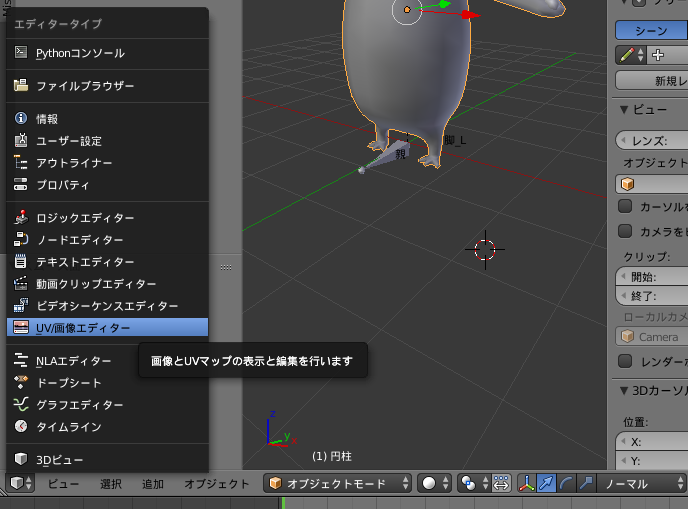 Mis
エディタータイプ
Pythonコンソール
ファイルブラウザー
情報
ユーザー設定
アウトライナー
プロパティ
ロジックエディター
ノードエディター
テキストエディター
動画クリップエディター
ビデオシーケンスエディター
UV/画像エディター
NLAエディター
ドープシート
グラフエディター
タイムライン
3Dビュー
画像とUVマップの表示と編集を行います
脚_L
親
z
y
(1) 円柱
シーン
新規レ
ビュー
レンズ:
オブジェクト
カーソルを
カメラをビ
クリップ:
開始:
終了:
ローカルカメ
Camera
レンダーボ
3Dカーソル
位置:
X:
Y:
ビュー 選択 追加 オブジェクト オブジェクトモード ノーマル